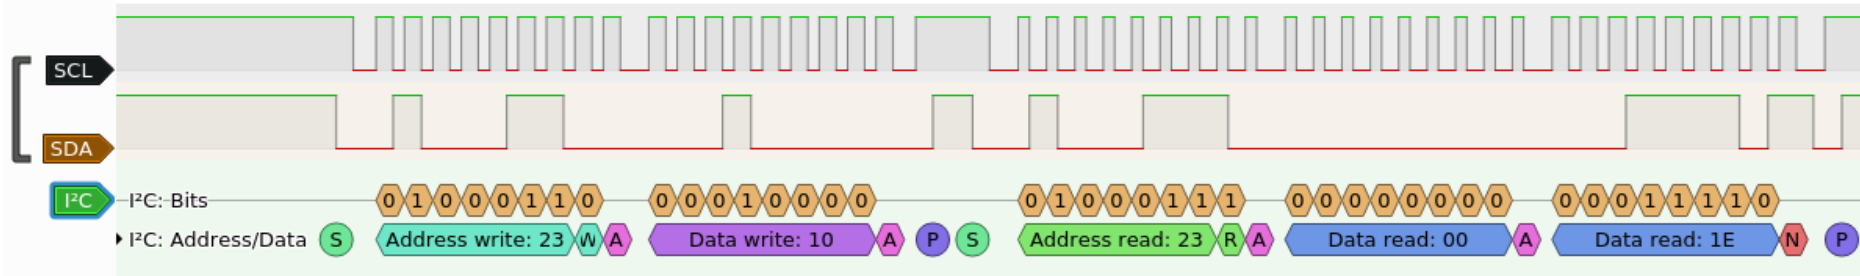 SCL
SDA
I²C I²C: Bits 0 1 0 0 0 1 1 0 0 0 0 1 0 0 0 0 0 1 0 0 0 1 1 1 0 0 0 0 0 0 0 0 0 0 0 1 1 1 1 0
I²C: Address/Data S Address write: 23 W A Data write: 10 A P S Address read: 23 R A Data read: 00 A Data read: 1E N P